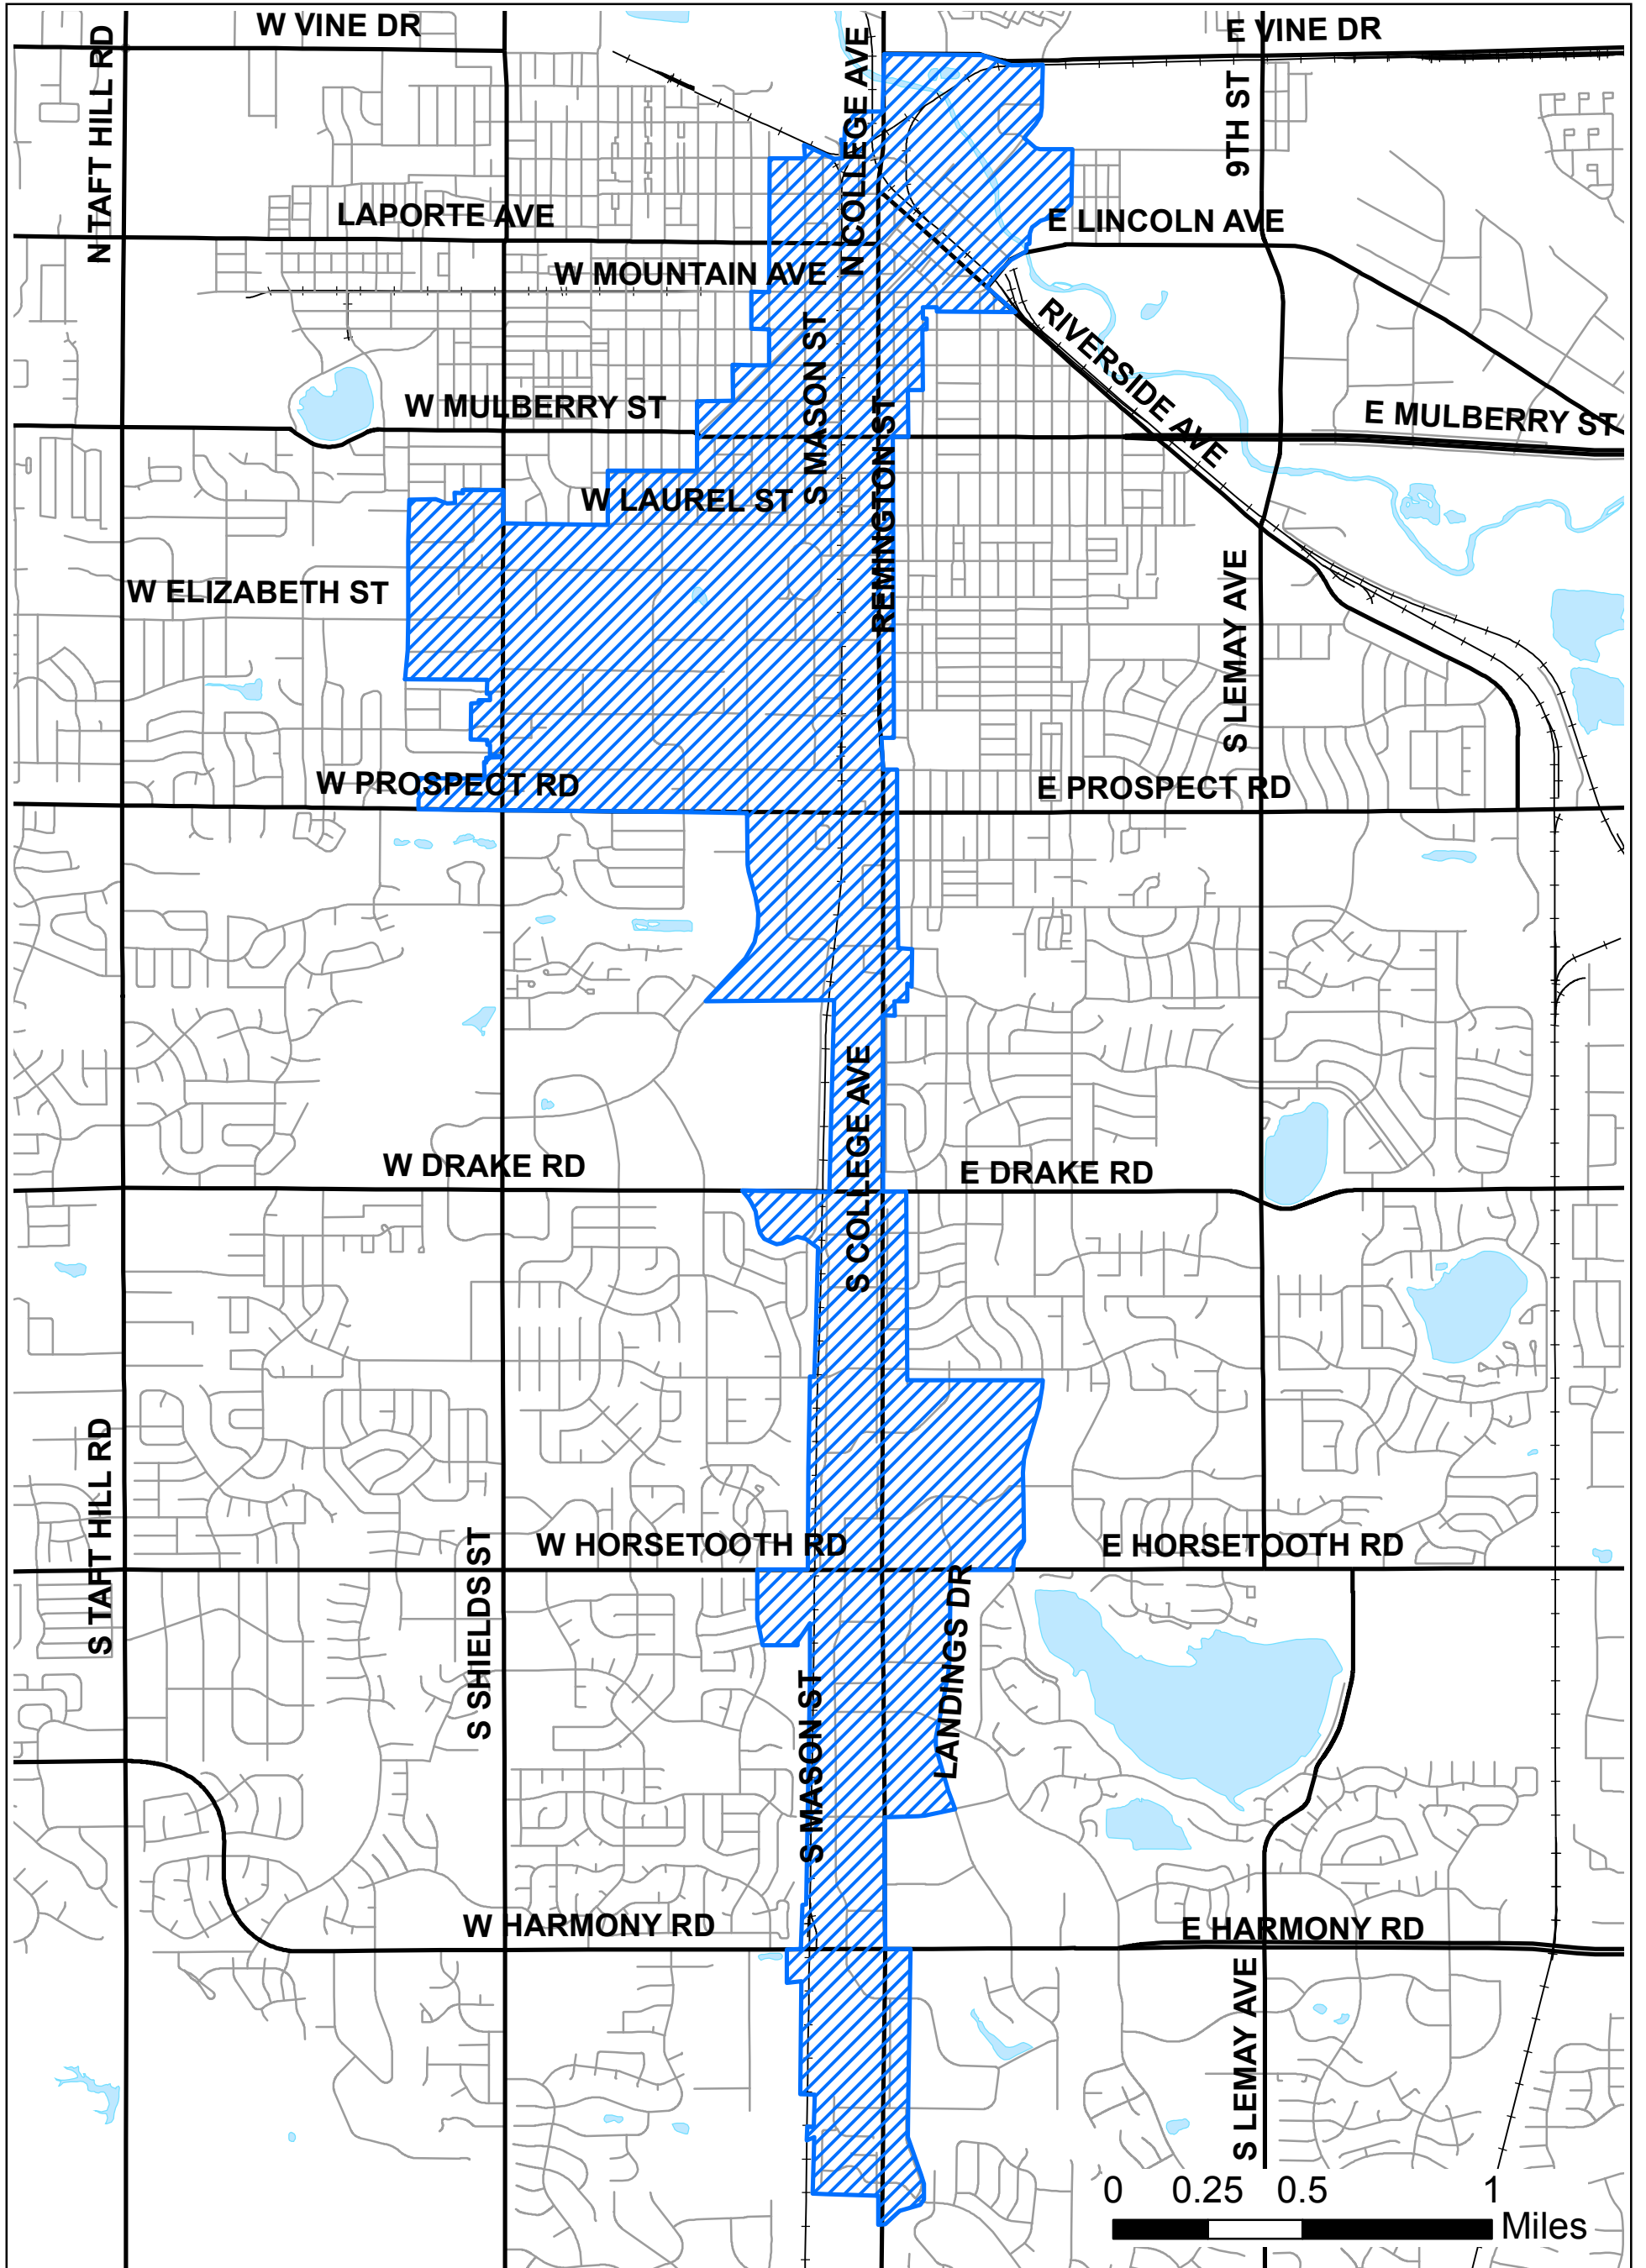 W VINE DR
E VINE DR
N TAFT HILL RD
N COLLEGE AVE
9TH ST
LAPORTE AVE
E LINCOLN AVE
W MOUNTAIN AVE
RIVERSIDE AVE
S MASON ST
W MULBERRY ST
E MULBERRY ST
REMINGTON ST
W LAUREL ST
W ELIZABETH ST
S LEMAY AVE
W PROSPECT RD
E PROSPECT RD
S COLLEGE AVE
W DRAKE RD
E DRAKE RD
S TAFT HILL RD
W HORSETOOTH RD
E HORSETOOTH RD
S SHIELDS ST
LANDINGS DR
S MASON ST
W HARMONY RD
E HARMONY RD
S LEMAY AVE
0 0.25 0.5 1
Miles